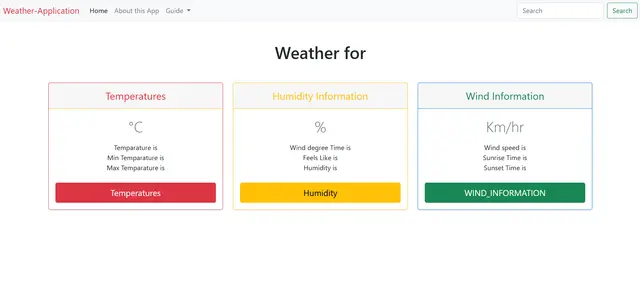 Weather-Application Home About this App Guide Search Search
Weather for
Temperatures
°C
Temparature is
Min Temparature is
Max Temparature is
Temperatures
Humidity Information
%
Wind degree Time is
Feels Like is
Humidity is
Humidity
Wind Information
Km/hr
Wind speed is
Sunrise Time is
Sunset Time is
WIND_INFORMATION